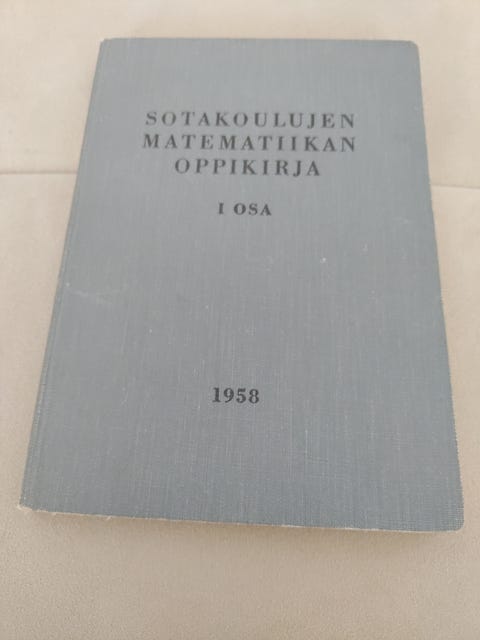 SOTAKOULUJEN
MATEMATIIKAN
OPPIKIRJA
I OSA
1958